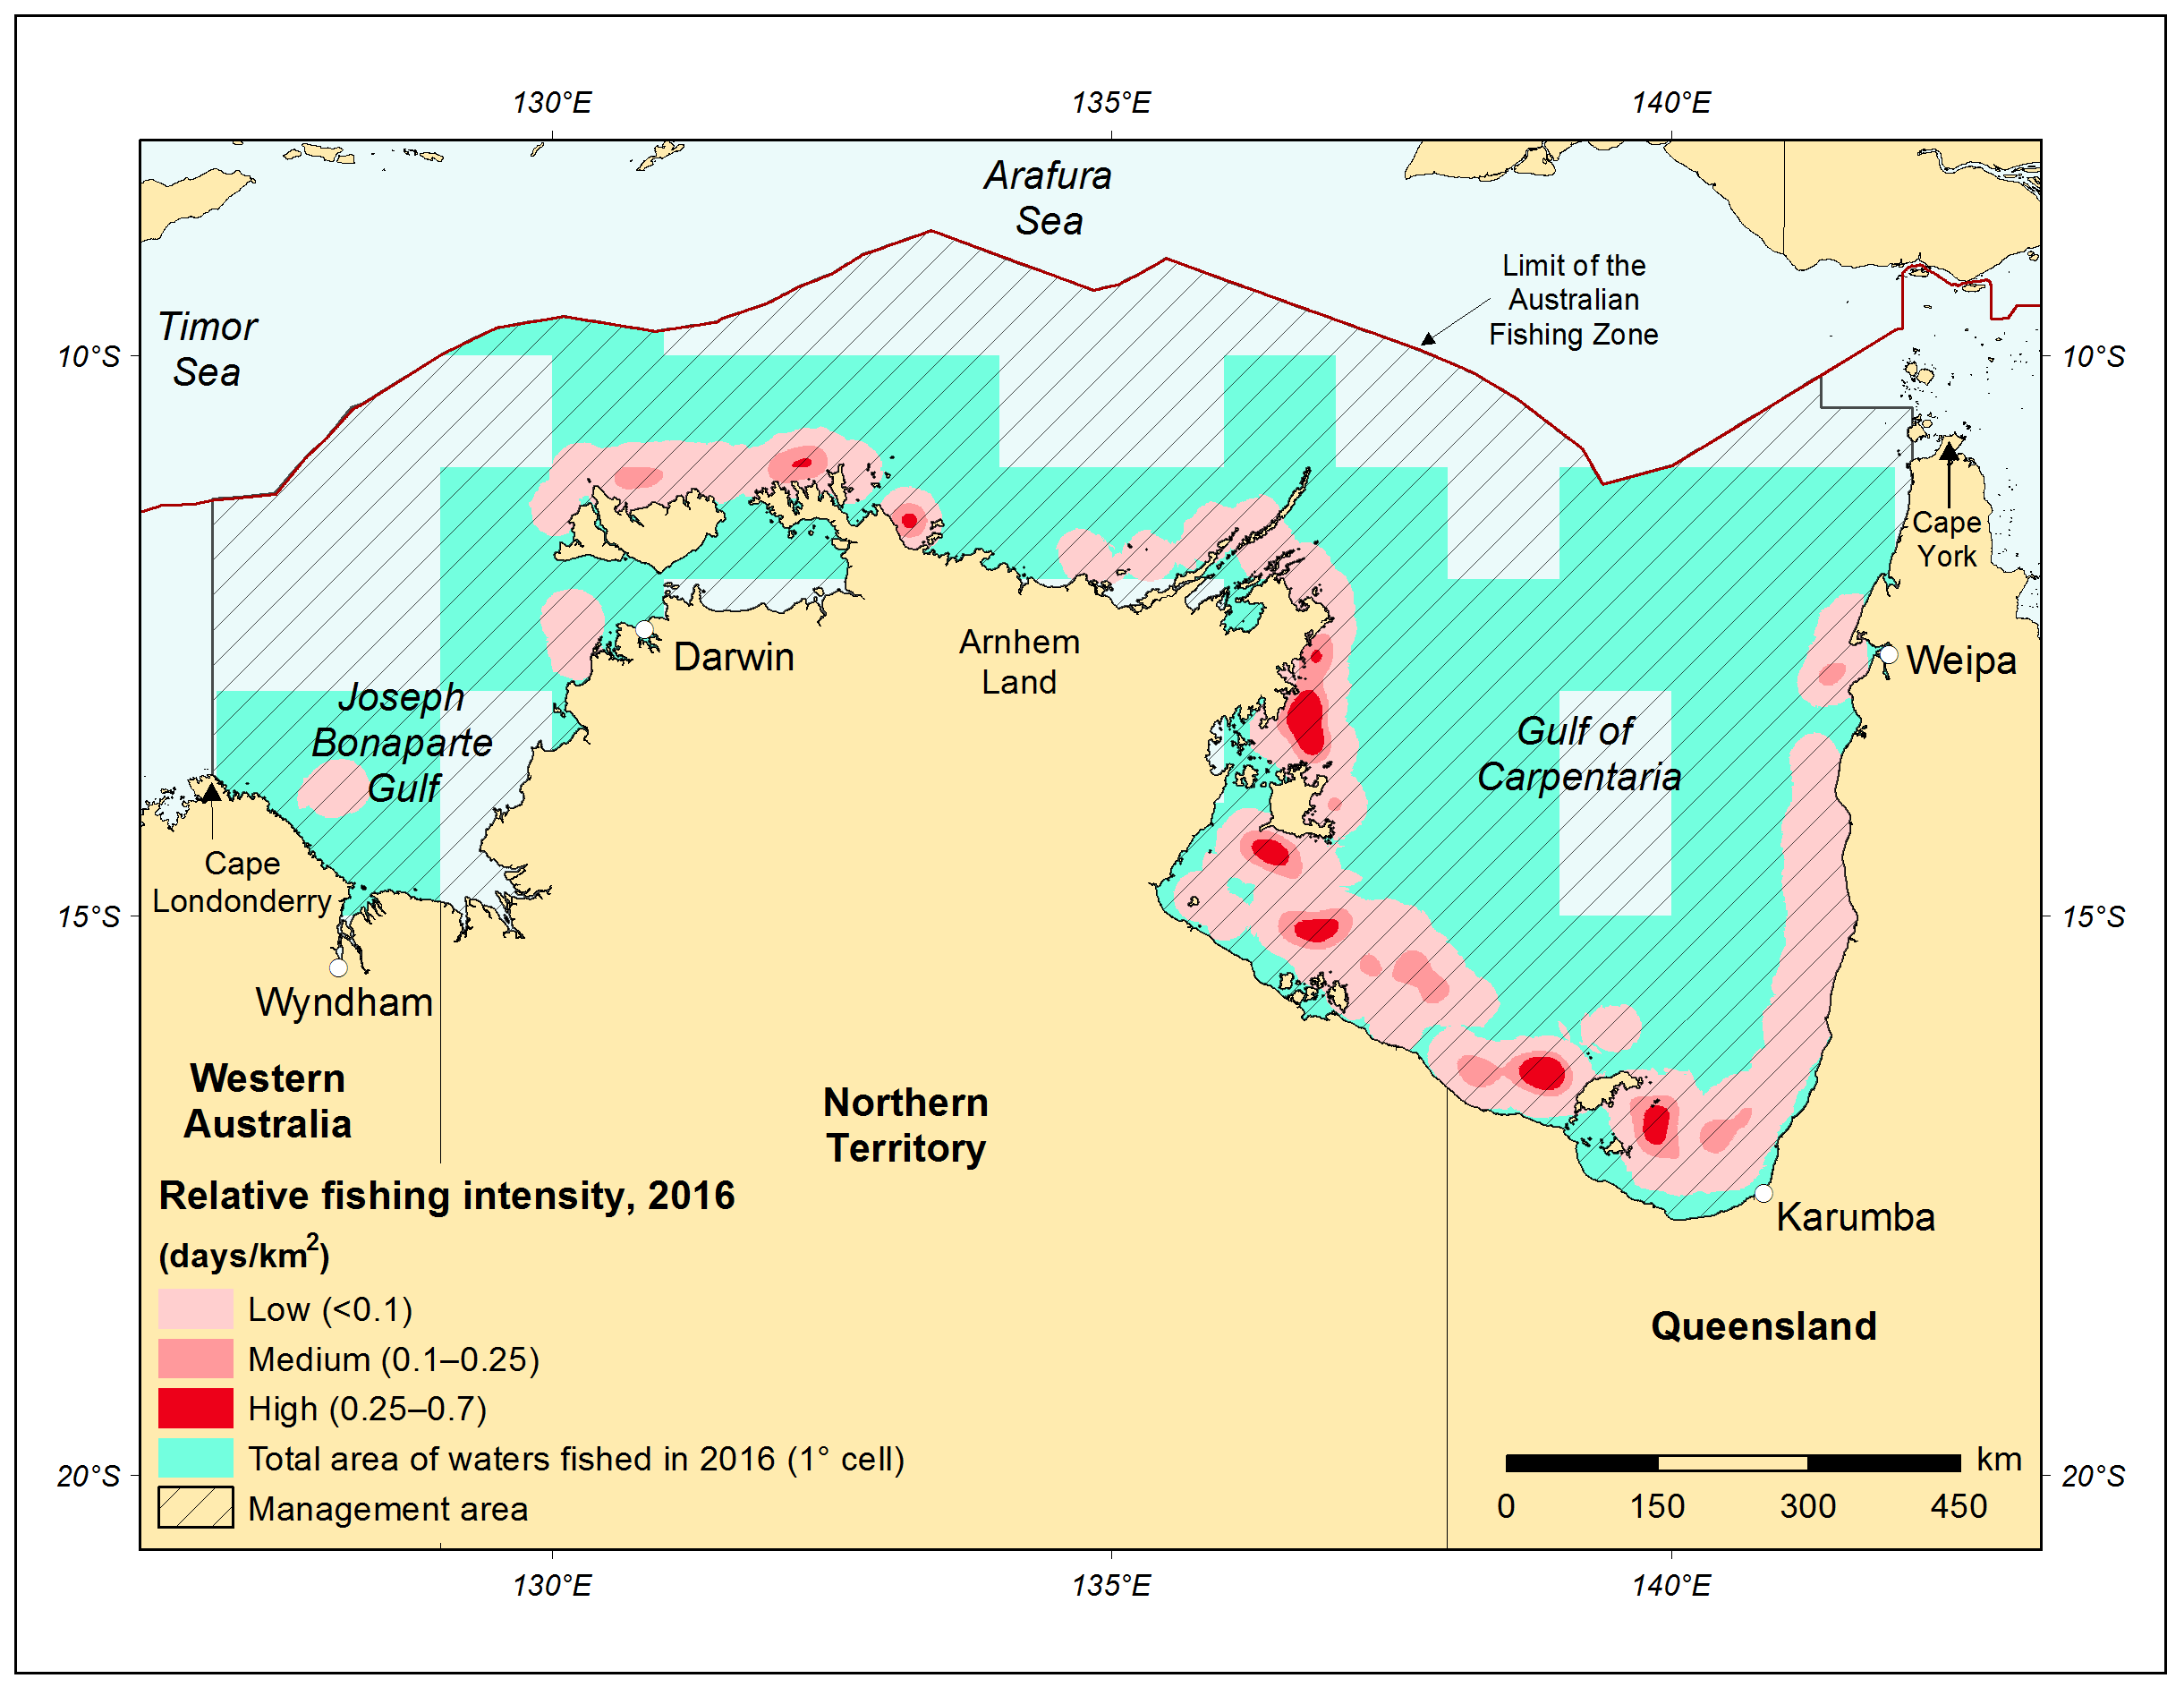 130°E 135°E 140°E
Arafura
Sea
Limit of the
Australian
Fishing Zone
Timor
Sea
10°S 10°S
Cape
York
Darwin
Arnhem
Land
Weipa
Joseph
Bonaparte
Gulf
Gulf of
Carpentaria
Cape
Londonderry
15°S 15°S
Wyndham
Western
Australia
Northern
Territory
Karumba
Queensland
Relative fishing intensity, 2016
(days/km²)
Low (<0.1)
Medium (0.1–0.25)
High (0.25–0.7)
Total area of waters fished in 2016 (1° cell)
Management area
km
0 150 300 450
20°S 20°S
130°E 135°E 140°E